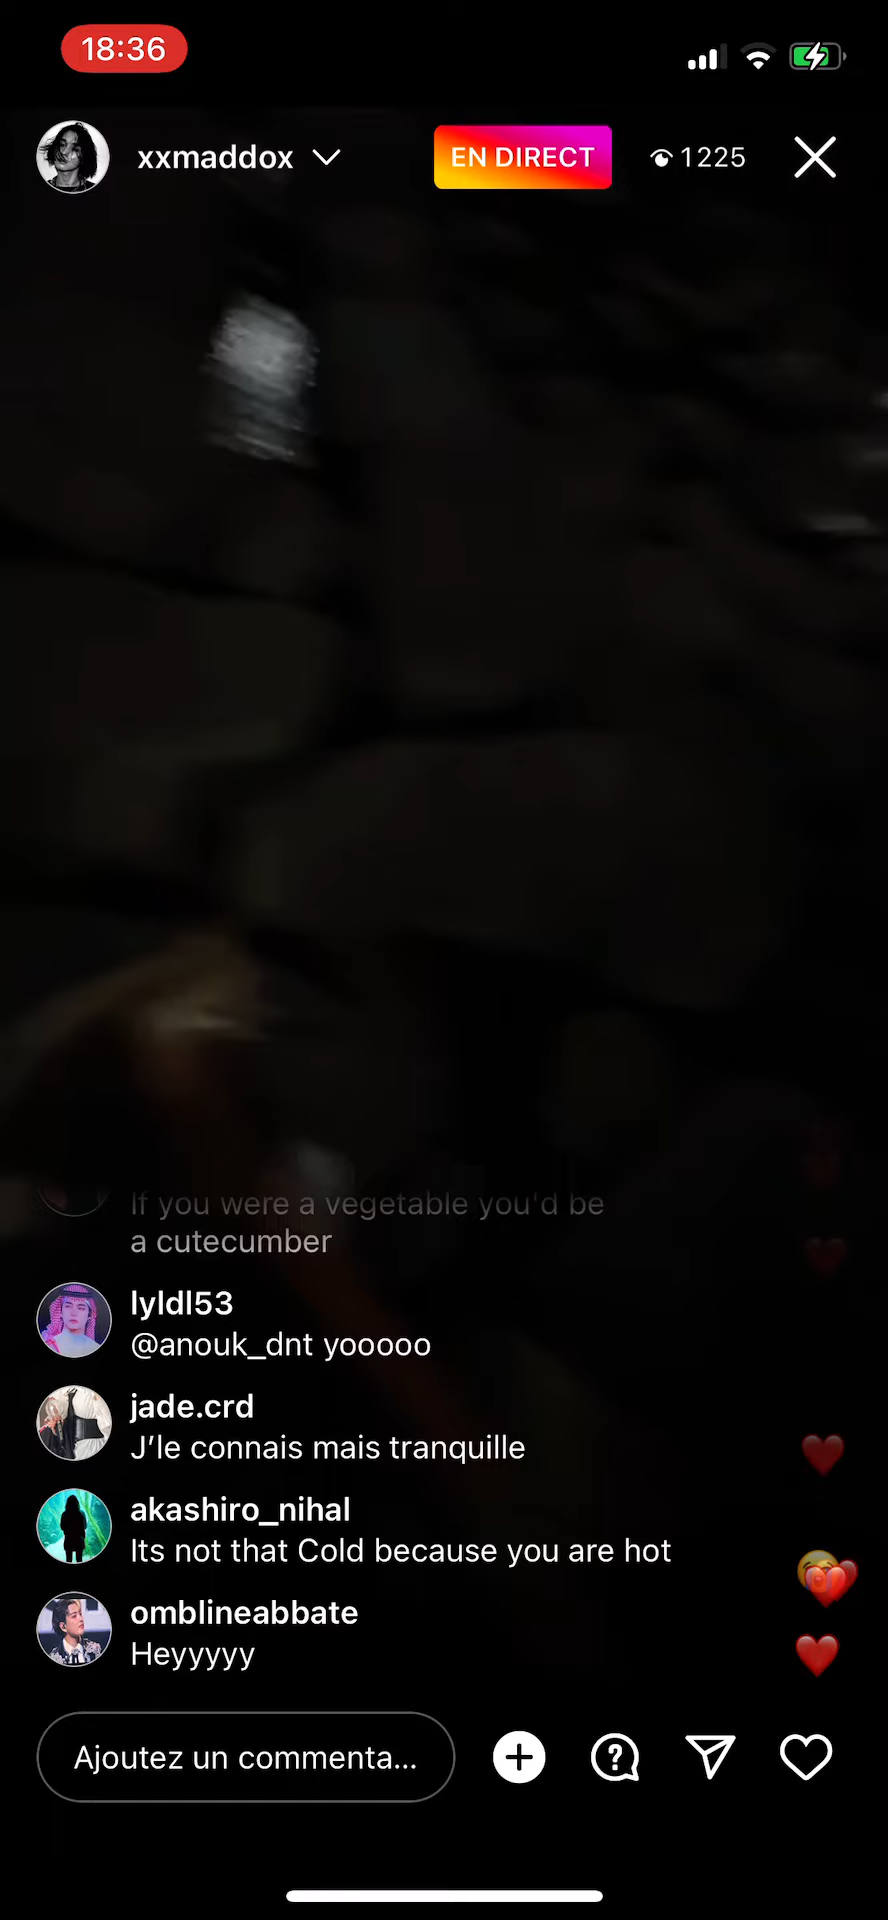 18:36
xxmaddox
EN DIRECT
1225
If you were a vegetable you'd be
a cutecumber
lyldl53
@anouk_dnt yooooo
jade.crd
J’le connais mais tranquille
akashiro_nihal
Its not that Cold because you are hot
omblineabbate
Heyyyyy
Ajoutez un commenta...